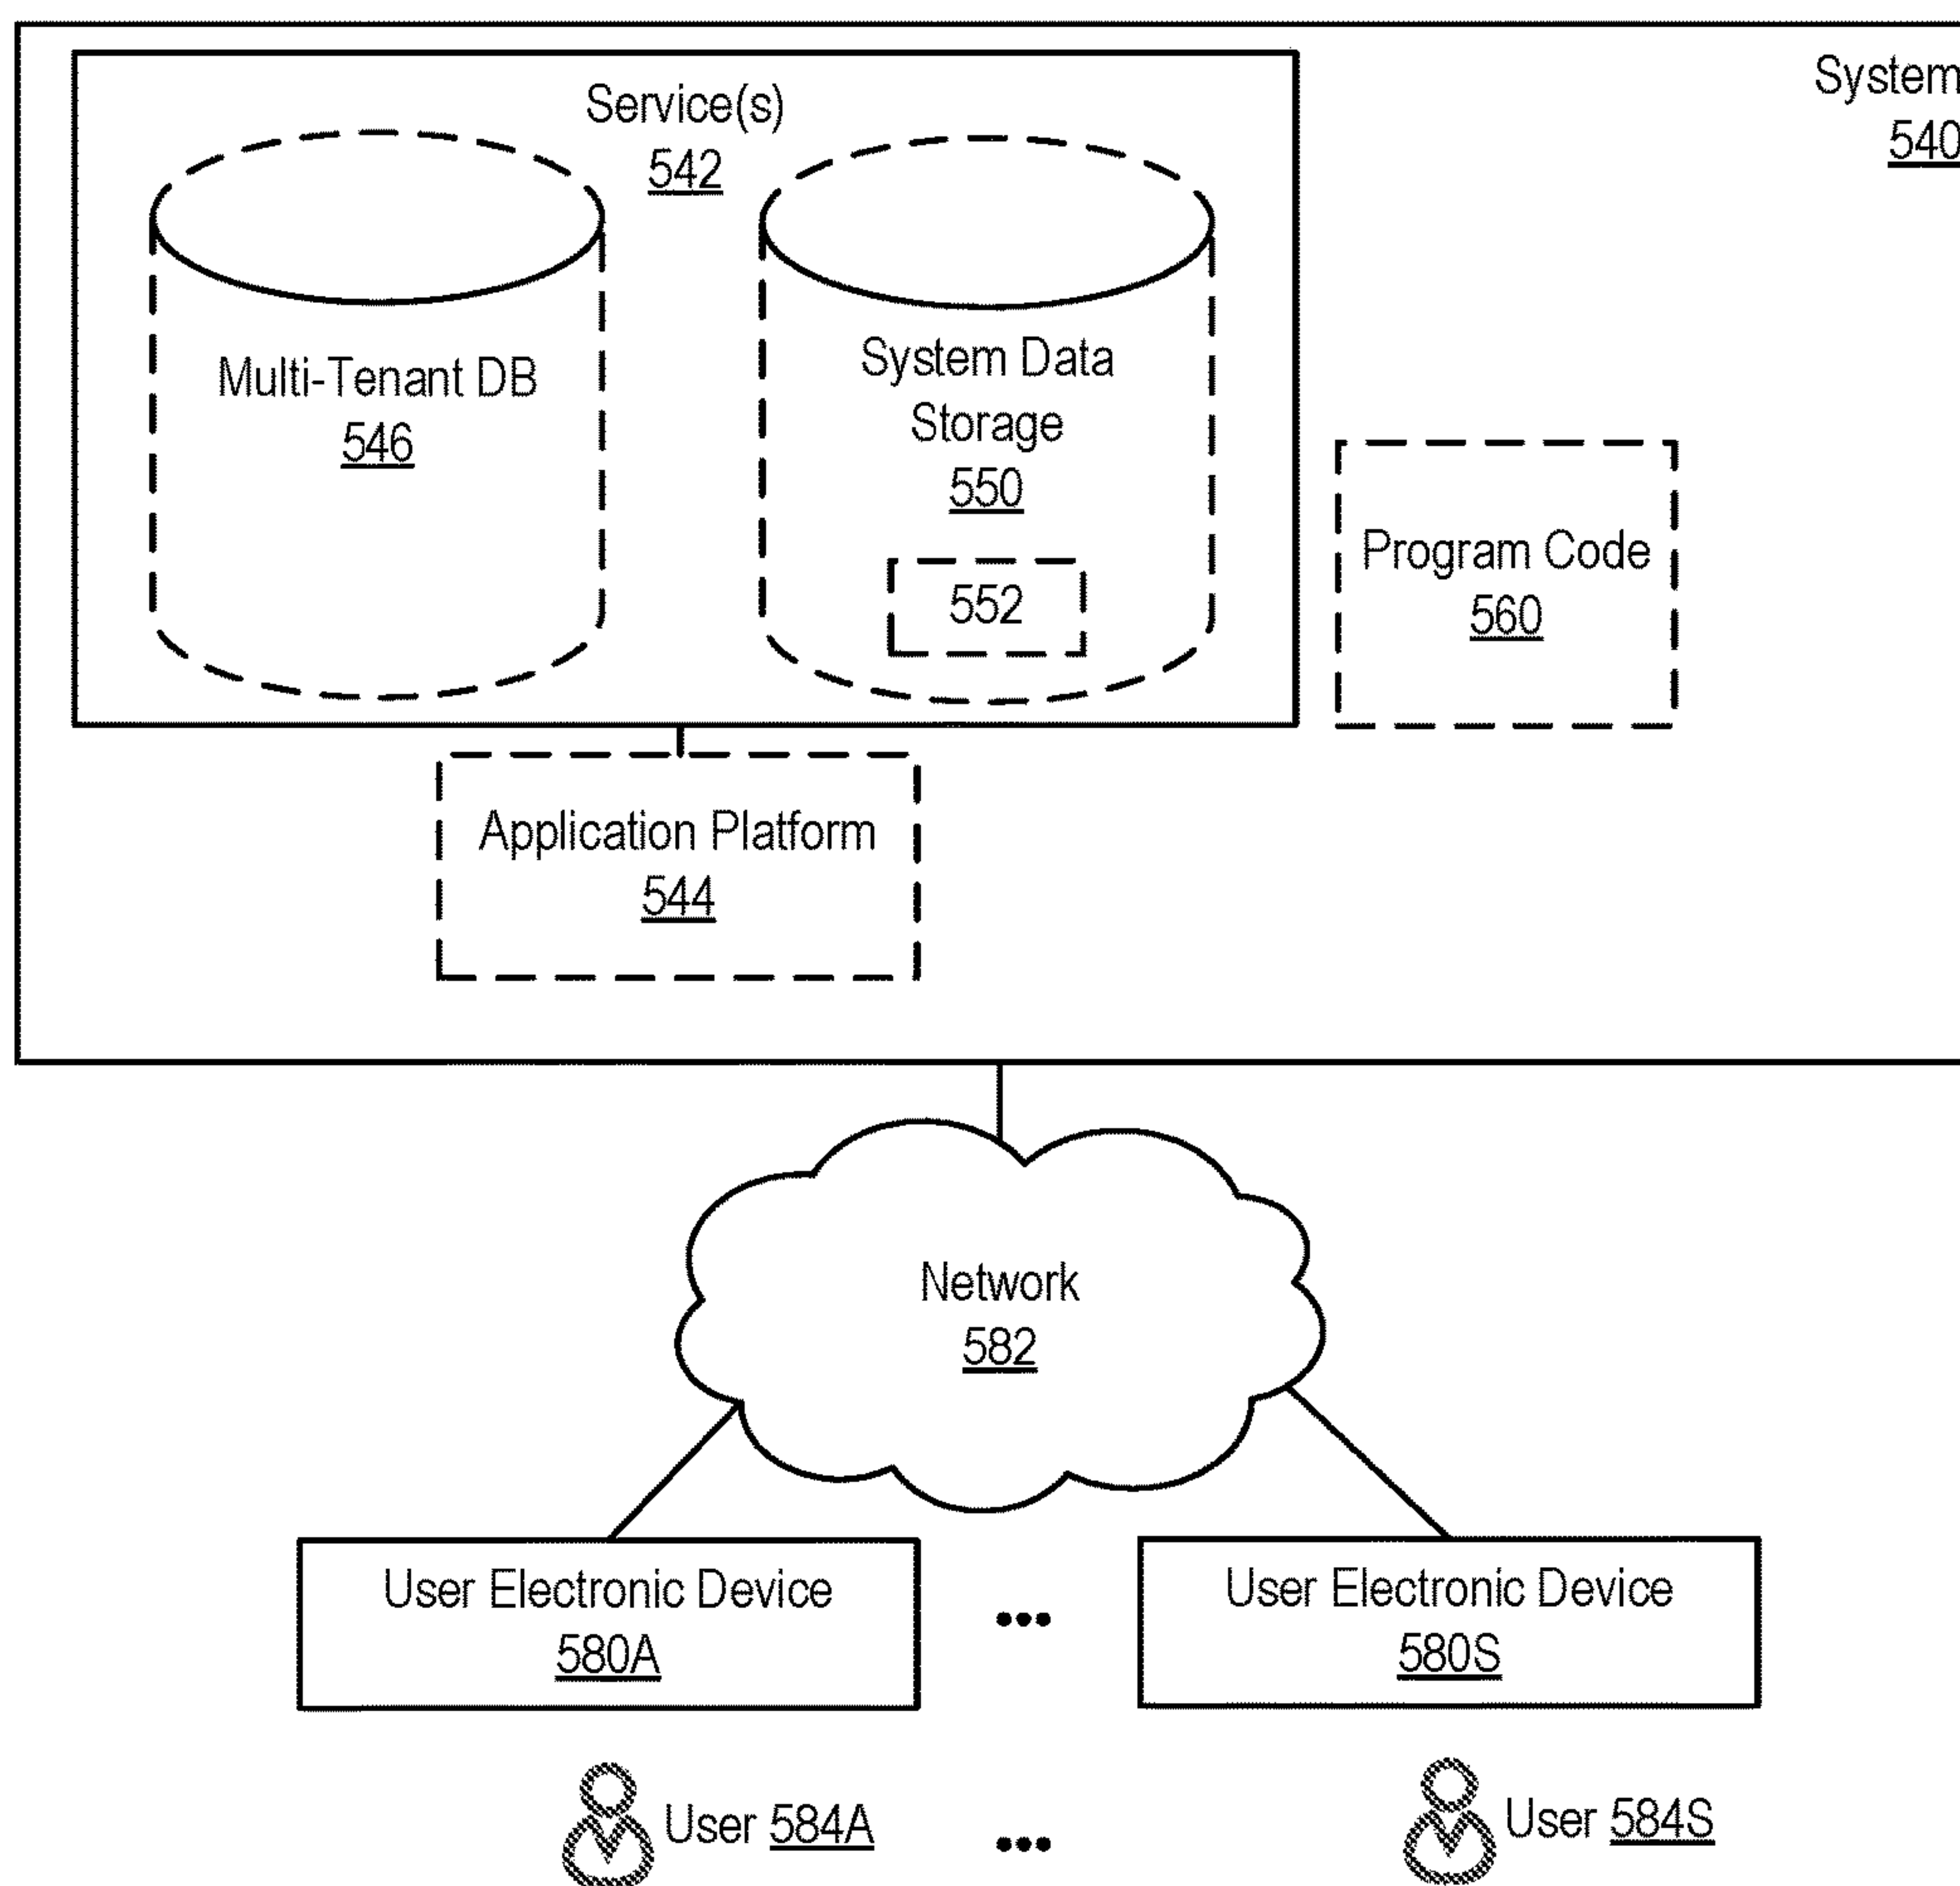 System
540
Service(s)
542
Multi-Tenant DB
546
System Data
Storage
550
552
Program Code
560
Application Platform
544
Network
582
User Electronic Device
580A
...
User Electronic Device
580S
User 584A
...
User 584S